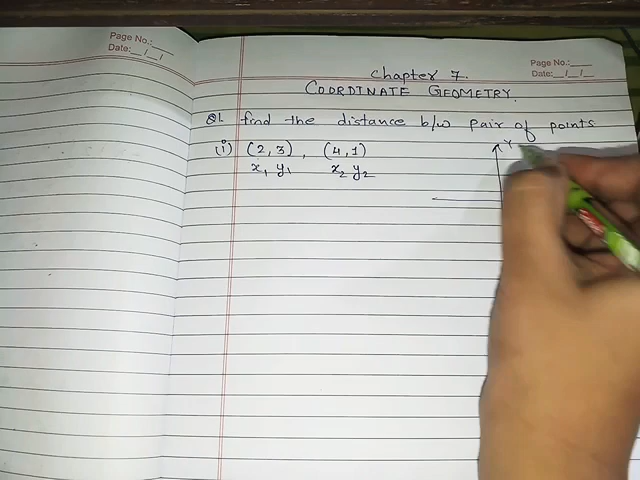 Page No.:
Date: / /
Page No.:
Date: / /
Chapter 7.
COORDINATE GEOMETRY.
Q1. find the distance b/w pair of points
(i) (2,3), (4,1)
x₁ y₁ x₂ y₂
Y